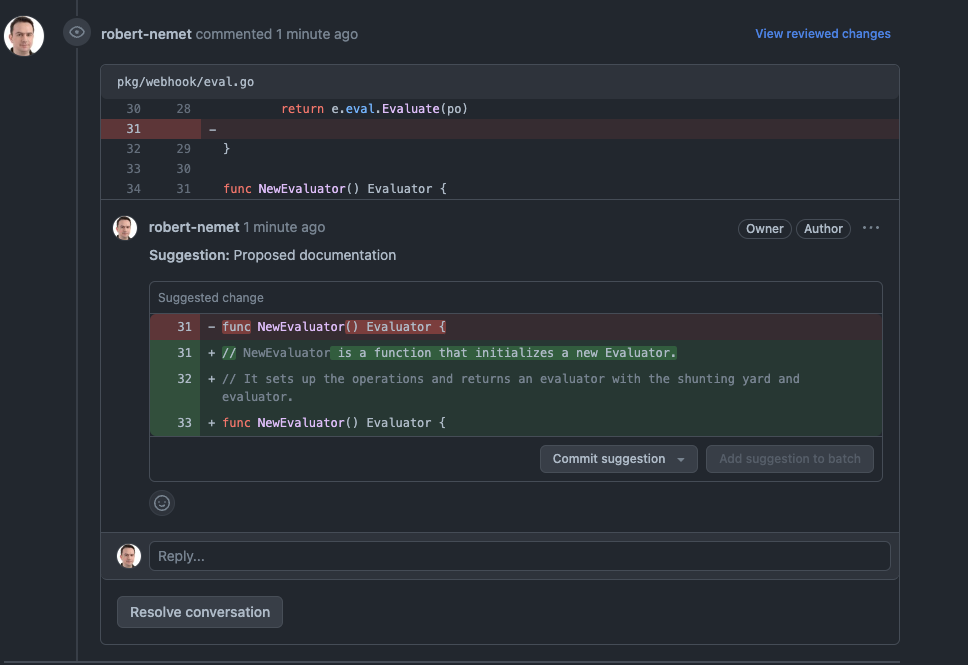 robert-nemet commented 1 minute ago View reviewed changes
pkg/webhook/eval.go
30 28 return e.eval.Evaluate(po)
31 -
32 29 }
33 30
34 31 func NewEvaluator() Evaluator {
robert-nemet 1 minute ago Owner Author ...
Suggestion: Proposed documentation
Suggested change
31 - func NewEvaluator() Evaluator {
31 + // NewEvaluator is a function that initializes a new Evaluator.
32 + // It sets up the operations and returns an evaluator with the shunting yard and
evaluator.
33 + func NewEvaluator() Evaluator {
Commit suggestion Add suggestion to batch
Reply...
Resolve conversation